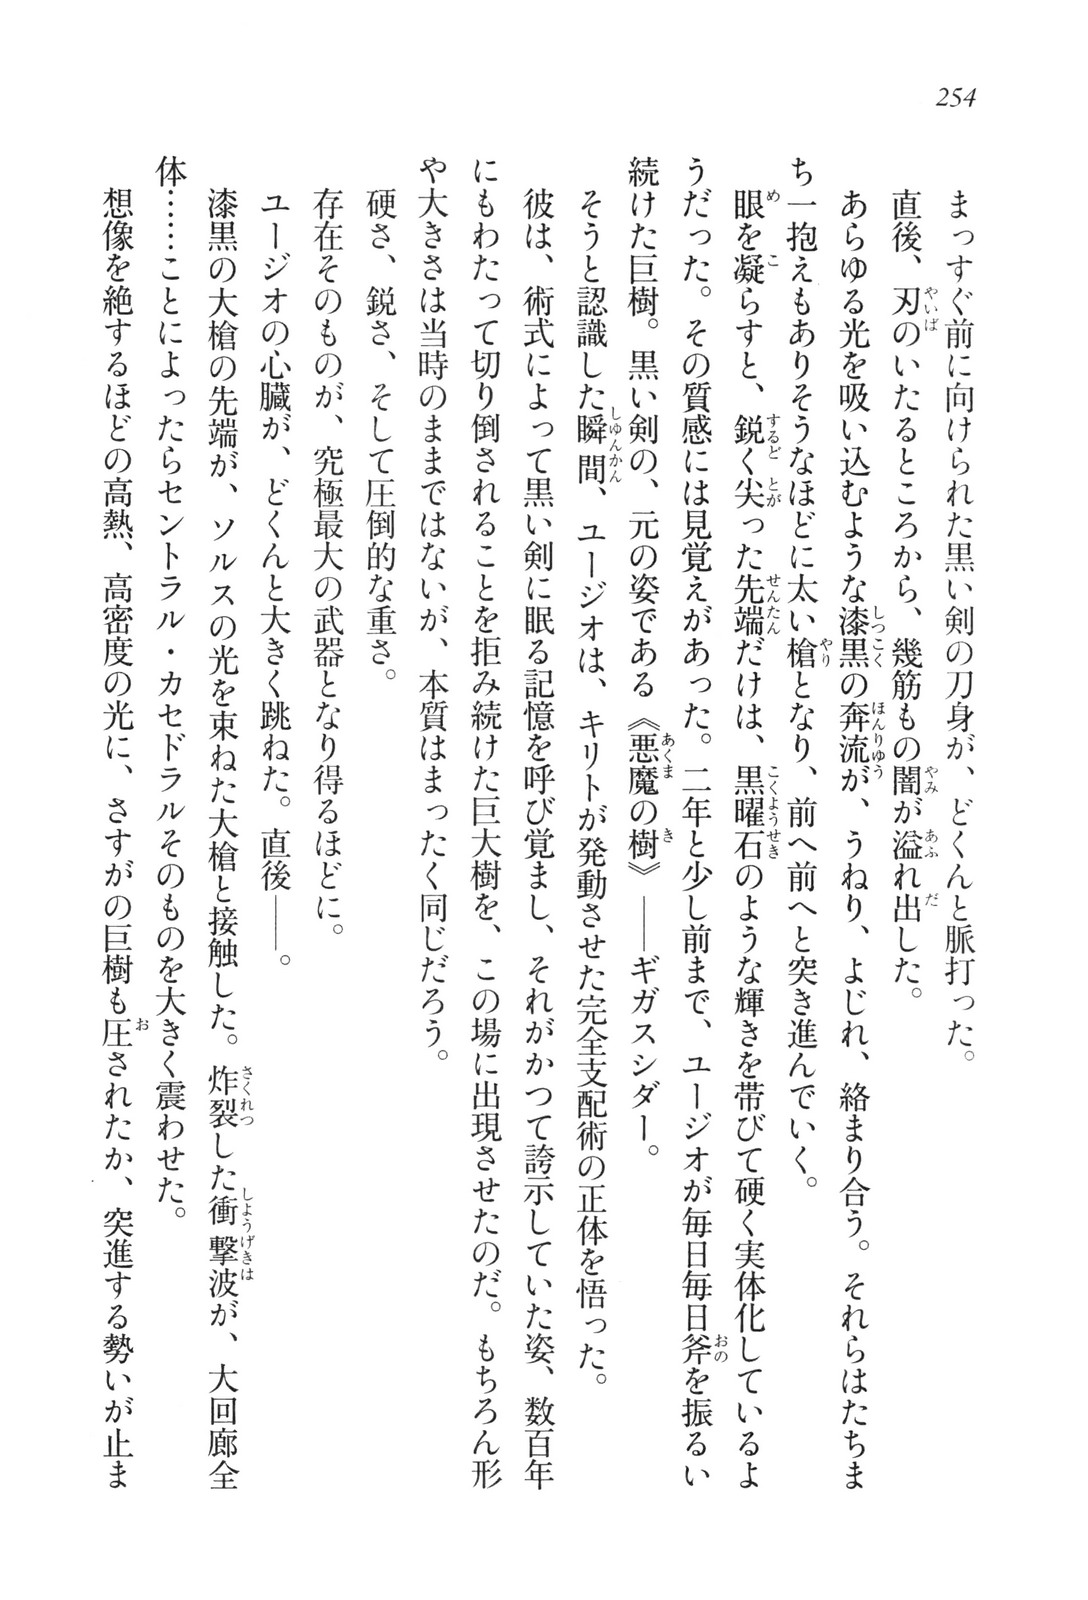 254
まっすぐ前に向けられた黒い剣の刀身が、どくんと脈打った。
直後、刃のいたるところから、幾筋もの闇が溢れ出した。
あらゆる光を吸い込むような漆黒の奔流が、うねり、よじれ、絡まり合う。それらはたちま
ち一抱えもありそうなほどに太い槍となり、前へ前へと突き進んでいく。
眼を凝らすと、鋭く尖った先端だけは、黒曜石のような輝きを帯びて硬く実体化しているよ
うだった。その質感には見覚えがあった。二年と少し前まで、ユージオが毎日毎日斧を振るい
続けた巨樹。黒い剣の、元の姿である《悪魔の樹》――ギガスシダー。
そうと認識した瞬間、ユージオは、キリトが発動させた完全支配術の正体を悟った。
彼は、術式によって黒い剣に眠る記憶を呼び覚まし、それがかつて誇示していた姿、数百年
にもわたって切り倒されることを拒み続けた巨大樹を、この場に出現させたのだ。もちろん形
や大きさは当時のままではないが、本質はまったく同じだろう。
硬さ、鋭さ、そして圧倒的な重さ。
存在そのものが、究極最大の武器となり得るほどに。
ユージオの心臓が、どくんと大きく跳ねた。直後――。
漆黒の大槍の先端が、ソルスの光を束ねた大槍と接触した。炸裂した衝撃波が、大回廊全
体……ことによったらセントラル・カセドラルそのものを大きく震わせた。
想像を絶するほどの高熱、高密度の光に、さすがの巨樹も圧されたか、突進する勢いが止ま